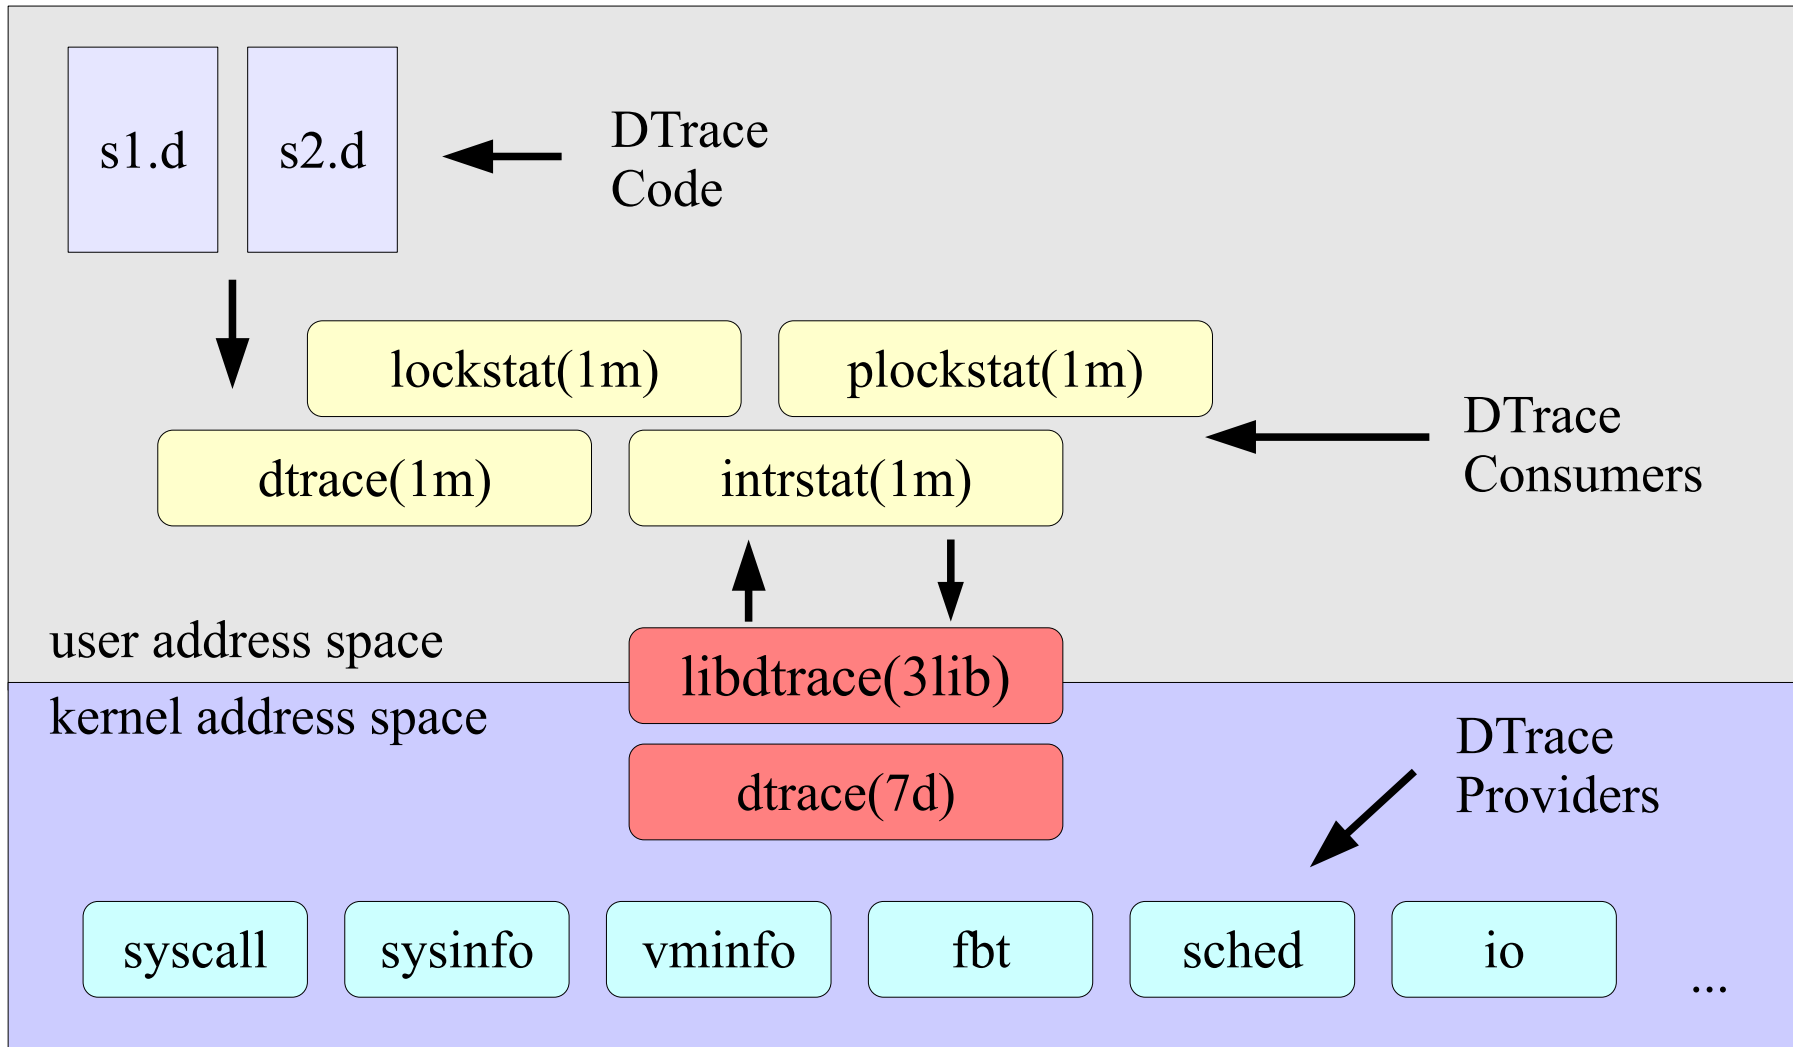 s1.d
s2.d
DTrace
Code
lockstat(1m)
plockstat(1m)
dtrace(1m)
intrstat(1m)
DTrace
Consumers
user address space
libdtrace(3lib)
kernel address space
dtrace(7d)
DTrace
Providers
syscall
sysinfo
vminfo
fbt
sched
io
...